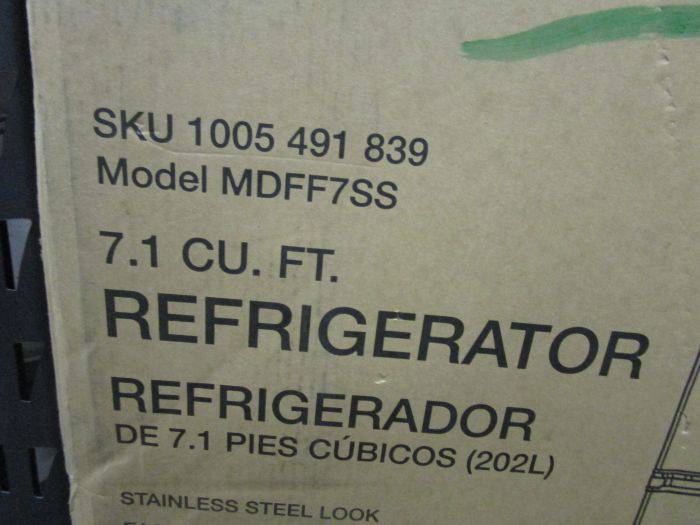 SKU 1005 491 839
Model MDFF7SS
7.1 CU. FT.
REFRIGERATOR
REFRIGERADOR
DE 7.1 PIES CÚBICOS (202L)
STAINLESS STEEL LOOK